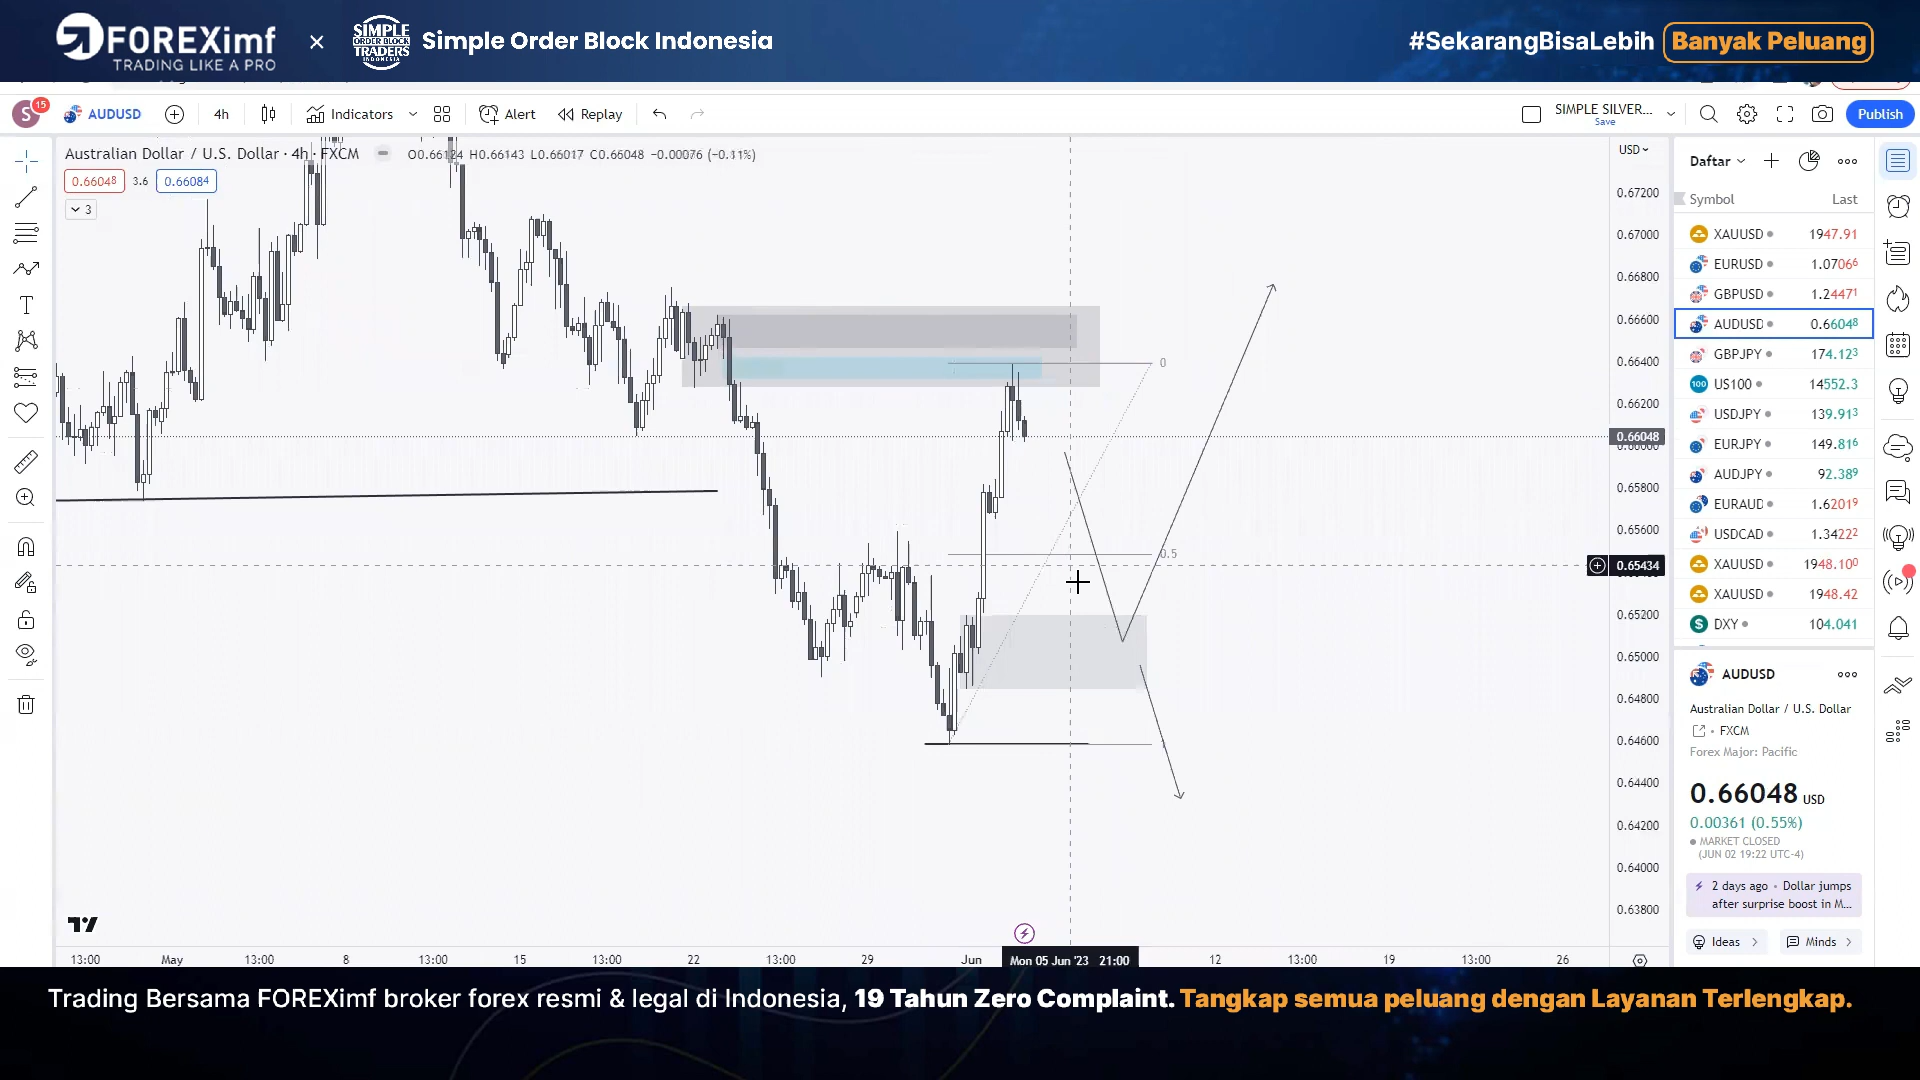 FOREXimf
TRADING LIKE A PRO
SIMPLE ORDER BLOCK TRADERS INDONESIA
Simple Order Block Indonesia
#SekarangBisaLebih Banyak Peluang
S 15 AUDUSD 4h Indicators Alert Replay
SIMPLE SILVER...
Save
Publish
Australian Dollar / U.S. Dollar · 4h · FXCM O0.66124 H0.66143 L0.66017 C0.66048 −0.00076 (−0.11%)
0.66048 3.6 0.66084
3
USD
0.67200
0.67000
0.66800
0.66600
0.66400
0.66200
0.66048
0.66000
0.65800
0.65600
0.65434
0.65200
0.65000
0.64800
0.64600
0.64400
0.64200
0.64000
0.63800
0
0.5
1
13:00 May 13:00 8 13:00 15 13:00 22 13:00 29 Jun Mon 05 Jun '23 21:00 12 13:00 19 13:00 26
Daftar
Symbol Last
XAUUSD 1947.91
EURUSD 1.07066
GBPUSD 1.24471
AUDUSD 0.66048
GBPJPY 174.123
100 US100 14552.3
USDJPY 139.913
EURJPY 149.816
AUDJPY 92.389
EURAUD 1.62019
USDCAD 1.34222
XAUUSD 1948.100
XAUUSD 1948.42
DXY 104.041
AUDUSD
Australian Dollar / U.S. Dollar
FXCM
Forex Major: Pacific
0.66048 USD
0.00361 (0.55%)
MARKET CLOSED
(JUN 02 19:22 UTC-4)
2 days ago · Dollar jumps
after surprise boost in M...
Ideas Minds
Trading Bersama FOREXimf broker forex resmi & legal di Indonesia, 19 Tahun Zero Complaint. Tangkap semua peluang dengan Layanan Terlengkap.